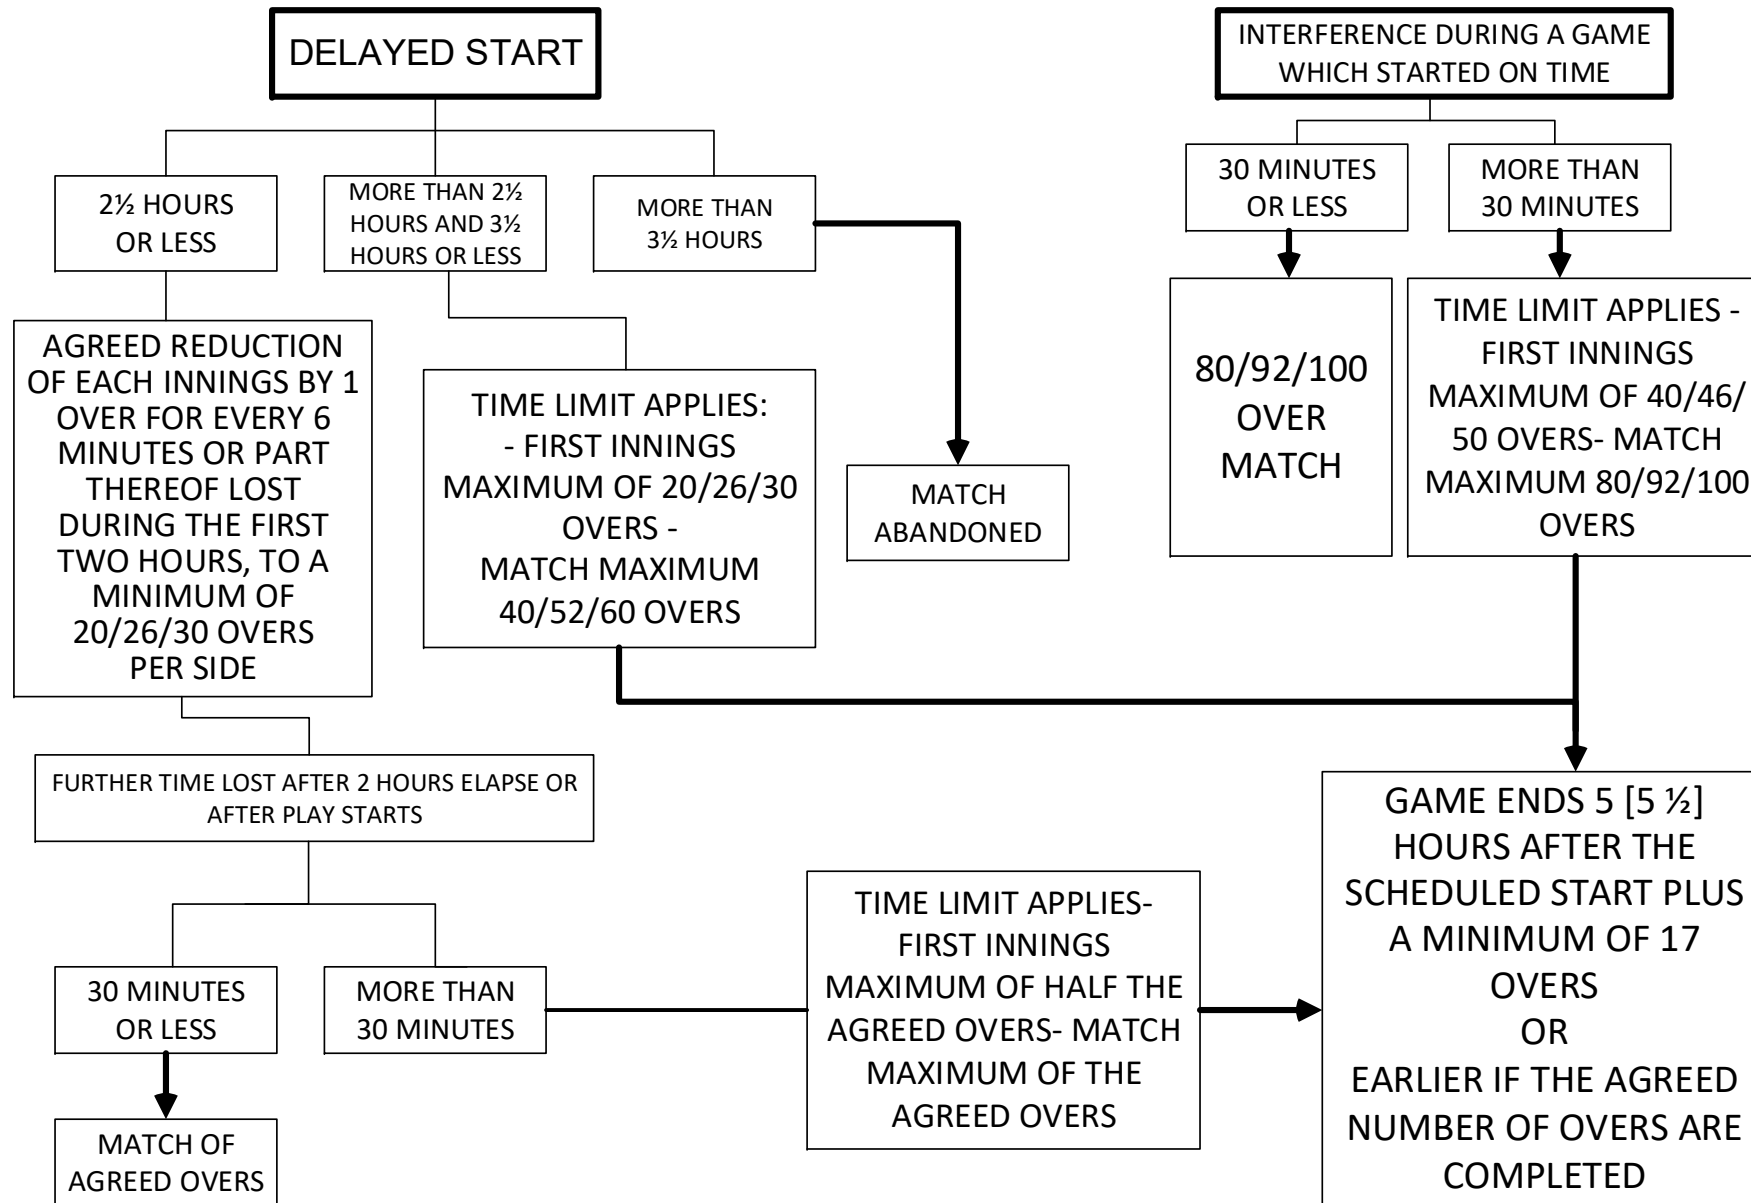 DELAYED START
INTERFERENCE DURING A GAME
WHICH STARTED ON TIME
2½ HOURS
OR LESS
MORE THAN 2½
HOURS AND 3½
HOURS OR LESS
MORE THAN
3½ HOURS
30 MINUTES
OR LESS
MORE THAN
30 MINUTES
AGREED REDUCTION
OF EACH INNINGS BY 1
OVER FOR EVERY 6
MINUTES OR PART
THEREOF LOST
DURING THE FIRST
TWO HOURS, TO A
MINIMUM OF
20/26/30 OVERS
PER SIDE
TIME LIMIT APPLIES:
- FIRST INNINGS
MAXIMUM OF 20/26/30
OVERS -
MATCH MAXIMUM
40/52/60 OVERS
MATCH
ABANDONED
80/92/100
OVER
MATCH
TIME LIMIT APPLIES -
FIRST INNINGS
MAXIMUM OF 40/46/
50 OVERS- MATCH
MAXIMUM 80/92/100
OVERS
FURTHER TIME LOST AFTER 2 HOURS ELAPSE OR
AFTER PLAY STARTS
30 MINUTES
OR LESS
MORE THAN
30 MINUTES
TIME LIMIT APPLIES-
FIRST INNINGS
MAXIMUM OF HALF THE
AGREED OVERS- MATCH
MAXIMUM OF THE
AGREED OVERS
GAME ENDS 5 [5 ½]
HOURS AFTER THE
SCHEDULED START PLUS
A MINIMUM OF 17
OVERS
OR
EARLIER IF THE AGREED
NUMBER OF OVERS ARE
COMPLETED
MATCH OF
AGREED OVERS